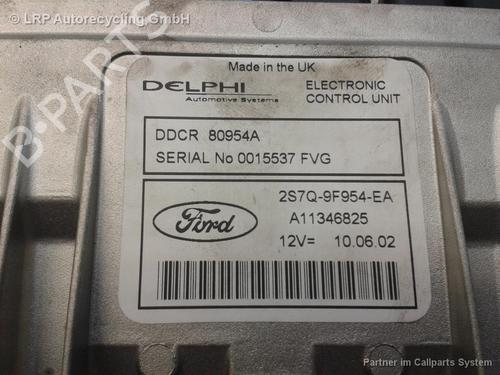 © LRP Autorecycling GmbH
B-PARTS
Made in the UK
DELPHI
Automotive Systems
ELECTRONIC
CONTROL UNIT
DDCR 80954A
SERIAL No 0015537 FVG
Ford
2S7Q-9F954-EA
A11346825
12V= 10.06.02
Partner im Callparts System